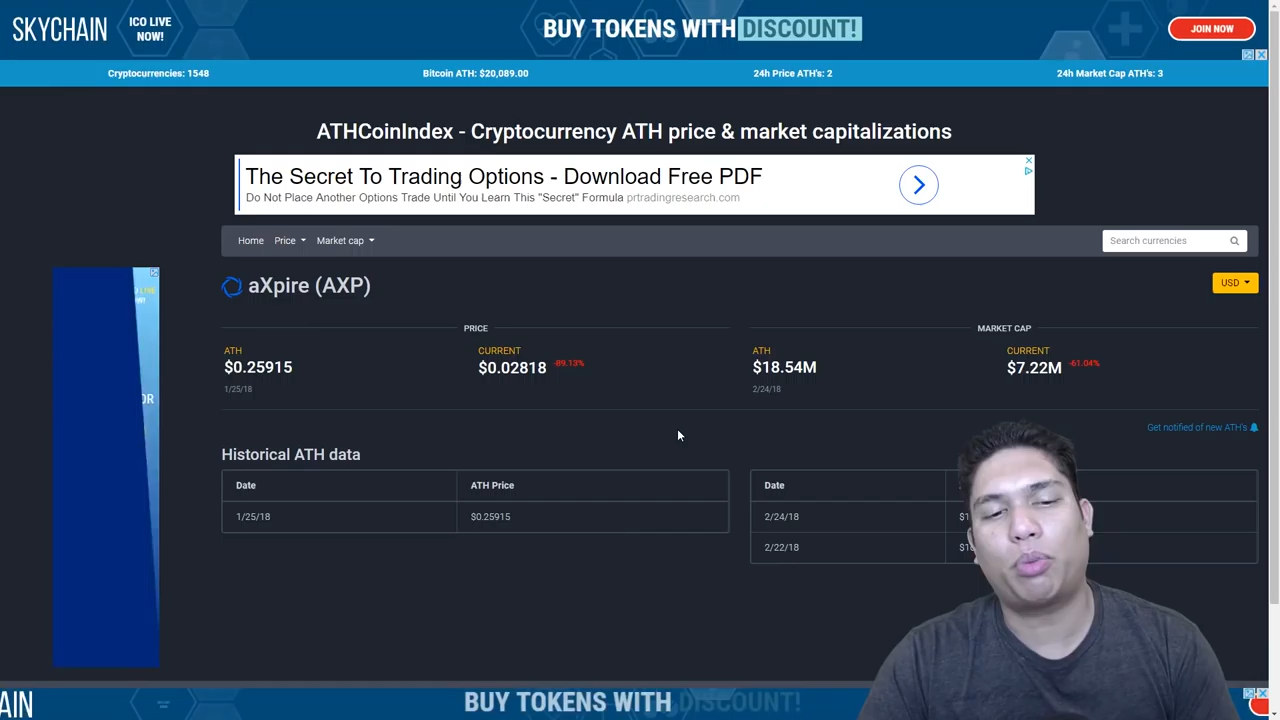 SKYCHAIN
ICO LIVE
NOW!
BUY TOKENS WITH DISCOUNT!
JOIN NOW
Cryptocurrencies: 1548
Bitcoin ATH: $20,089.00
24h Price ATH's: 2
24h Market Cap ATH's: 3
ATHCoinIndex - Cryptocurrency ATH price & market capitalizations
The Secret To Trading Options - Download Free PDF
Do Not Place Another Options Trade Until You Learn This "Secret" Formula prtradingresearch.com
Home
Price
Market cap
Search currencies
aXpire (AXP)
USD
PRICE
MARKET CAP
ATH
CURRENT
ATH
CURRENT
$0.25915
$0.02818 -89.13%
$18.54M
$7.22M -61.04%
1/25/18
2/24/18
Get notified of new ATH's
Historical ATH data
Date
ATH Price
Date
1/25/18
$0.25915
2/24/18
2/22/18
OR
BUY TOKENS WITH DISCOUNT!